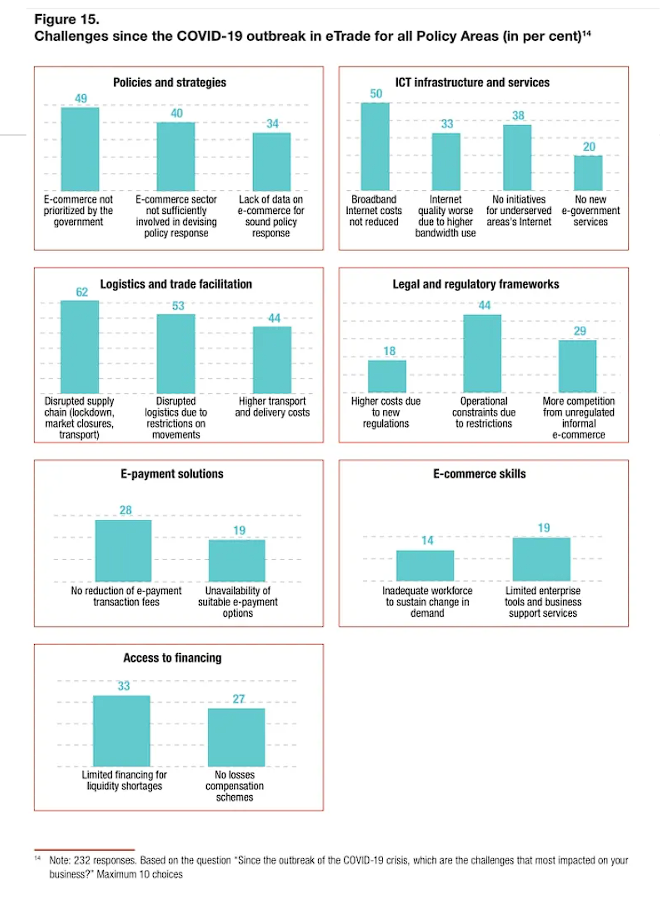 Figure 15.
Challenges since the COVID-19 outbreak in eTrade for all Policy Areas (in per cent)¹⁴
Policies and strategies
49
40
34
E-commerce not
prioritized by the
government
E-commerce sector
not sufficiently
involved in devising
policy response
Lack of data on
e-commerce for
sound policy
response
ICT infrastructure and services
50
33
38
20
Broadband
Internet costs
not reduced
Internet
quality worse
due to higher
bandwidth use
No initiatives
for underserved
areas's Internet
No new
e-government
services
Logistics and trade facilitation
62
53
44
Disrupted supply
chain (lockdown,
market closures,
transport)
Disrupted
logistics due to
restrictions on
movements
Higher transport
and delivery costs
Legal and regulatory frameworks
18
44
29
Higher costs due
to new
regulations
Operational
constraints due
to restrictions
More competition
from unregulated
informal
e-commerce
E-payment solutions
28
19
No reduction of e-payment
transaction fees
Unavailability of
suitable e-payment
options
E-commerce skills
14
19
Inadequate workforce
to sustain change in
demand
Limited enterprise
tools and business
support services
Access to financing
33
27
Limited financing for
liquidity shortages
No losses
compensation
schemes
¹⁴ Note: 232 responses. Based on the question “Since the outbreak of the COVID-19 crisis, which are the challenges that most impacted on your
business?” Maximum 10 choices